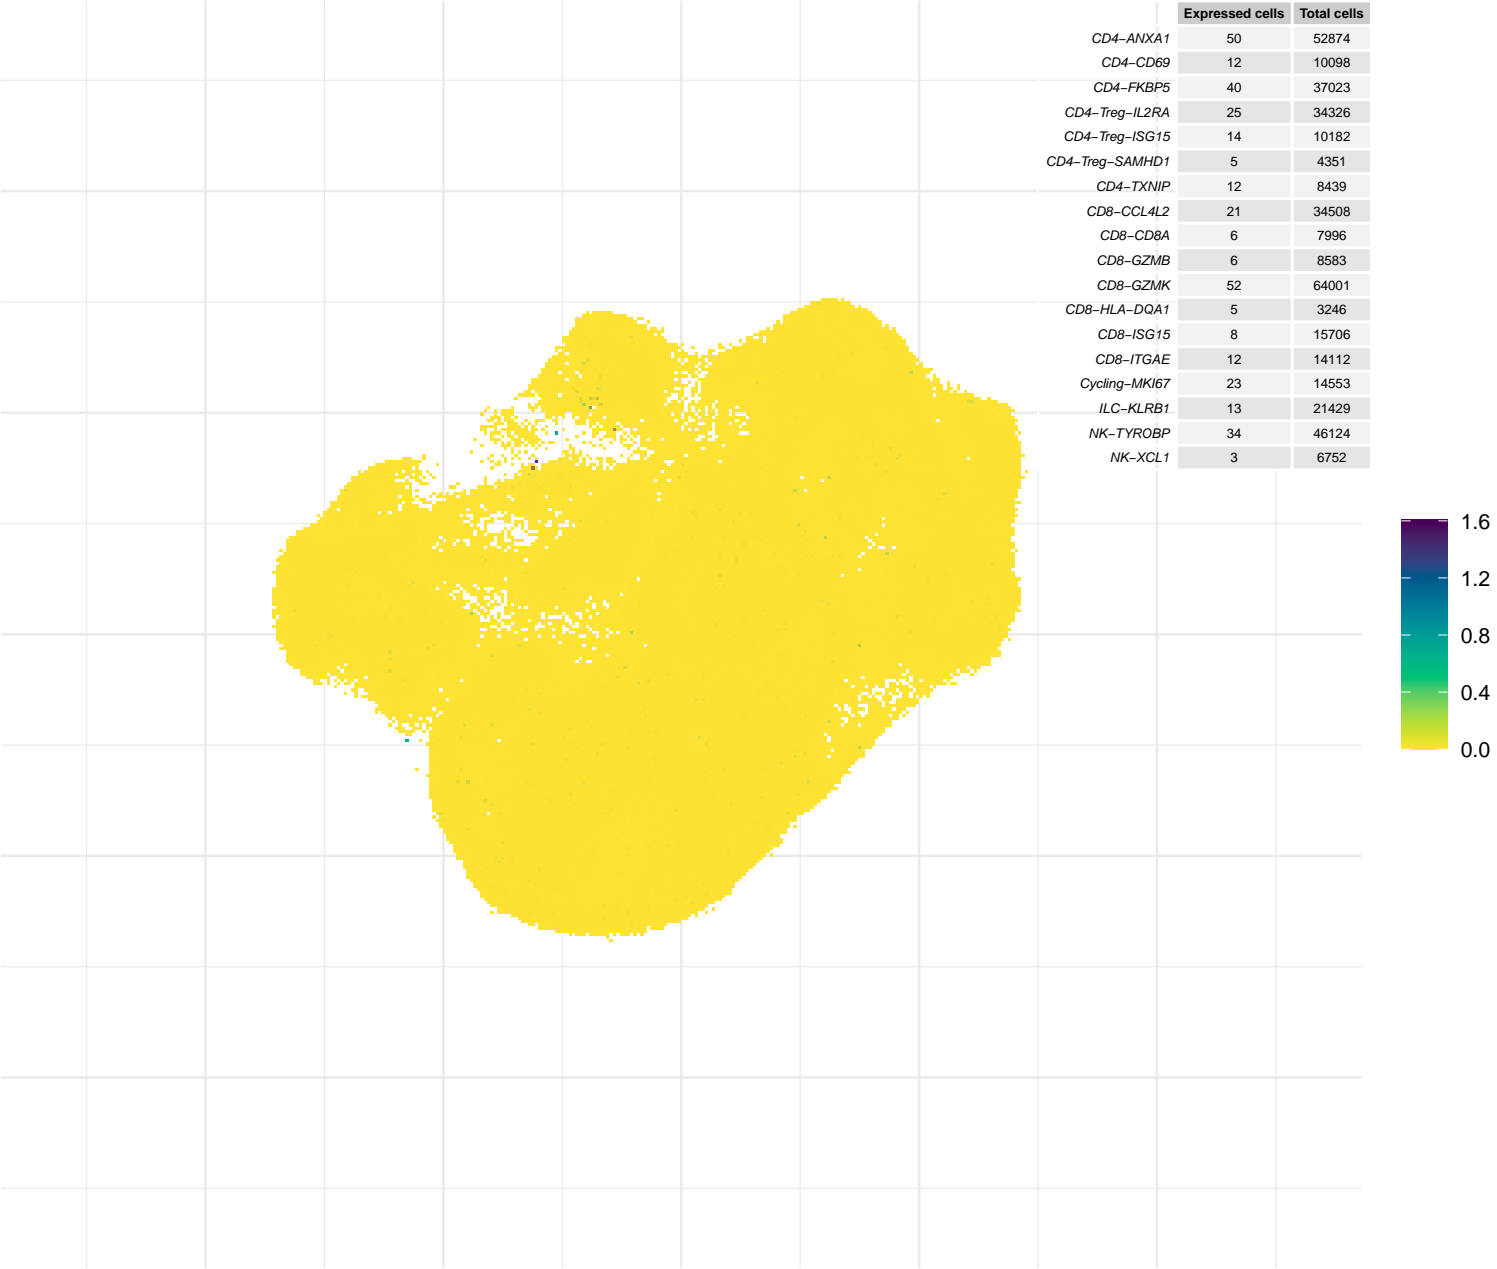 Expressed cells Total cells
CD4−ANXA1 50 52874
CD4−CD69 12 10098
CD4−FKBP5 40 37023
CD4−Treg−IL2RA 25 34326
CD4−Treg−ISG15 14 10182
CD4−Treg−SAMHD1 5 4351
CD4−TXNIP 12 8439
CD8−CCL4L2 21 34508
CD8−CD8A 6 7996
CD8−GZMB 6 8583
CD8−GZMK 52 64001
CD8−HLA−DQA1 5 3246
CD8−ISG15 8 15706
CD8−ITGAE 12 14112
Cycling−MKI67 23 14553
ILC−KLRB1 13 21429
NK−TYROBP 34 46124
NK−XCL1 3 6752
1.6
1.2
0.8
0.4
0.0